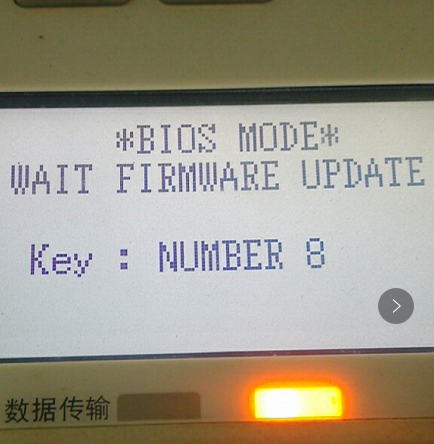 *BIOS MODE*
WAIT FIRMWARE UPDATE
Key : NUMBER 8
数据传输